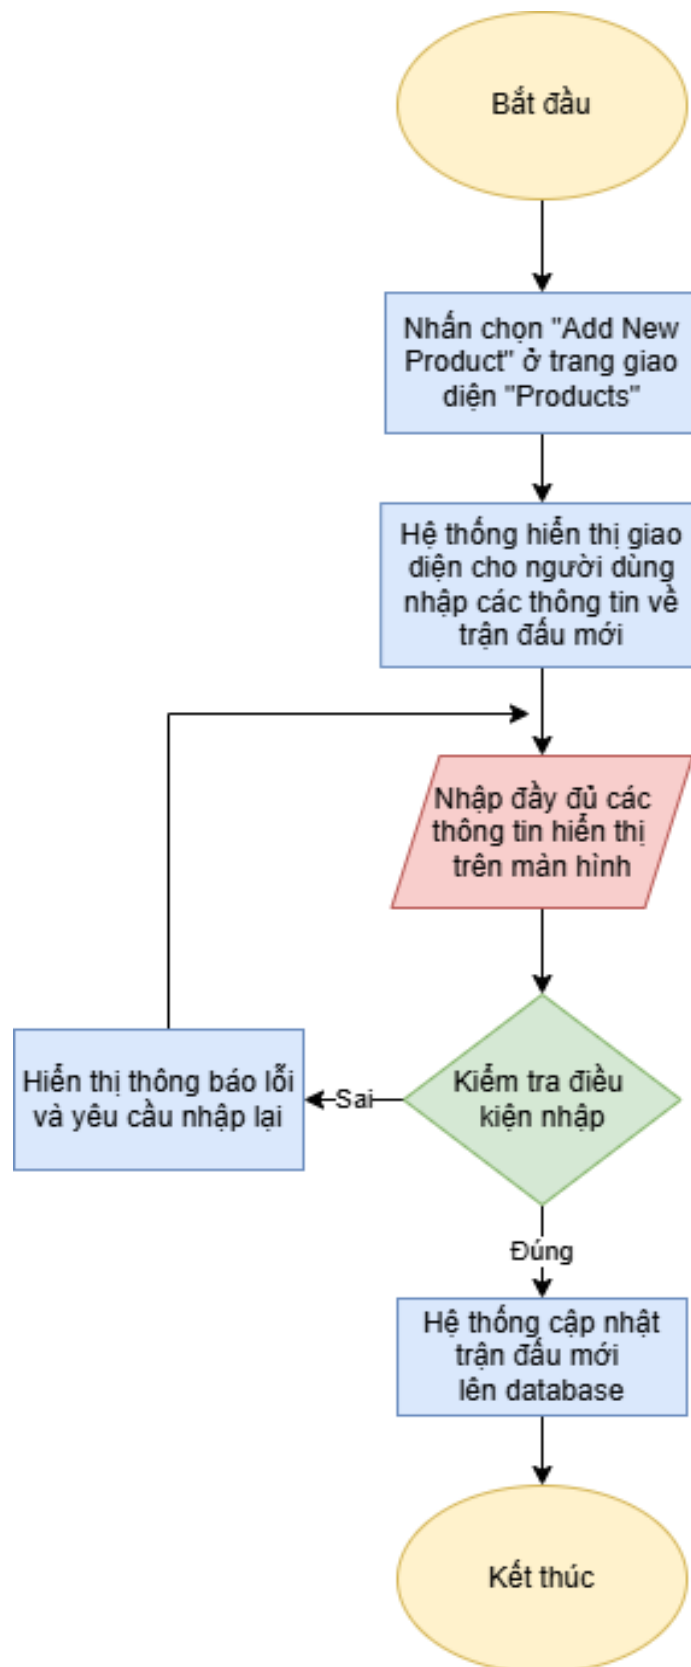 Bắt đầu
Nhấn chọn "Add New
Product" ở trang giao
diện "Products"
Hệ thống hiển thị giao
diện cho người dùng
nhập các thông tin về
trận đấu mới
Nhập đầy đủ các
thông tin hiển thị
trên màn hình
Kiểm tra điều
kiện nhập
Sai
Hiển thị thông báo lỗi
và yêu cầu nhập lại
Đúng
Hệ thống cập nhật
trận đấu mới
lên database
Kết thúc